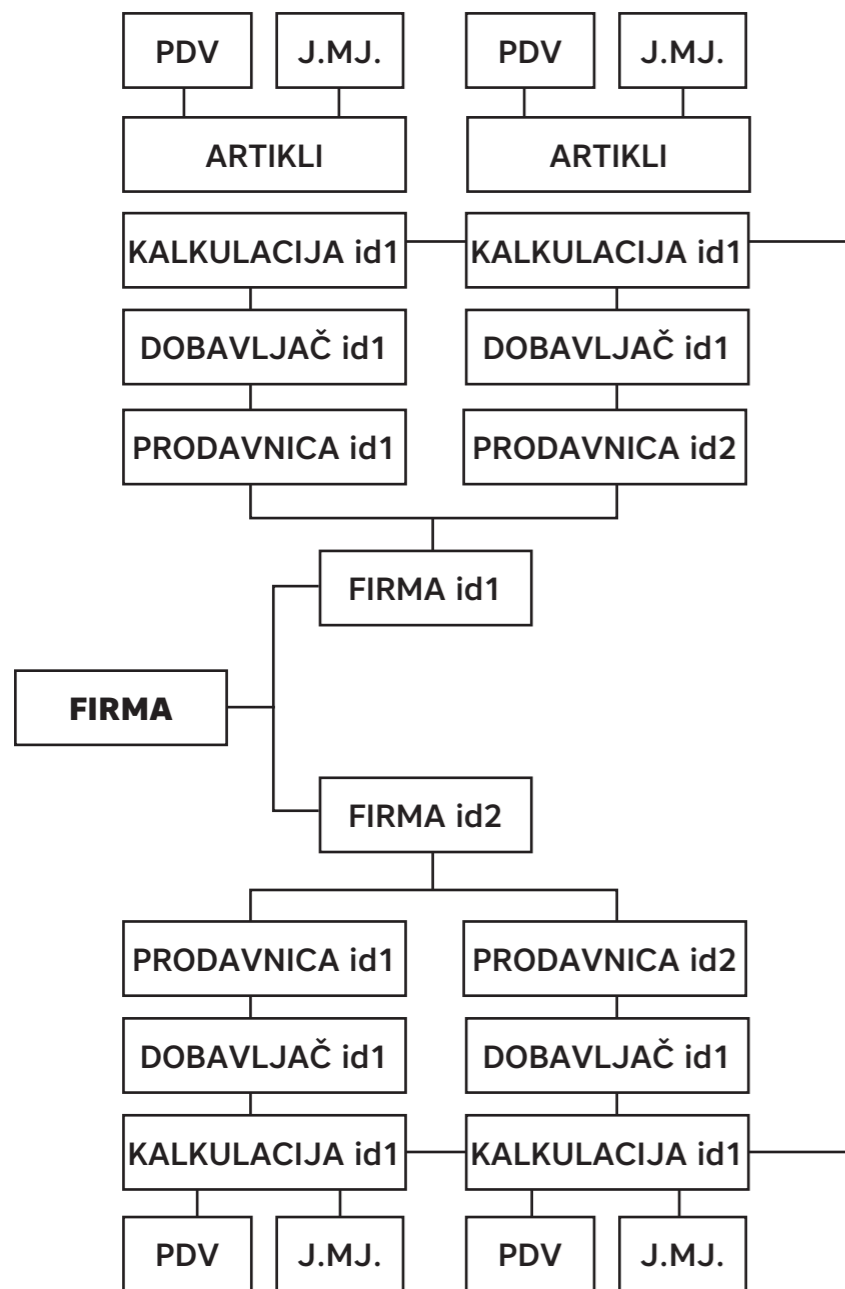 PDV J.MJ. PDV J.MJ.
ARTIKLI ARTIKLI
KALKULACIJA id1 KALKULACIJA id1
DOBAVLJAČ id1 DOBAVLJAČ id1
PRODAVNICA id1 PRODAVNICA id2
FIRMA id1
FIRMA
FIRMA id2
PRODAVNICA id1 PRODAVNICA id2
DOBAVLJAČ id1 DOBAVLJAČ id1
KALKULACIJA id1 KALKULACIJA id1
PDV J.MJ. PDV J.MJ.